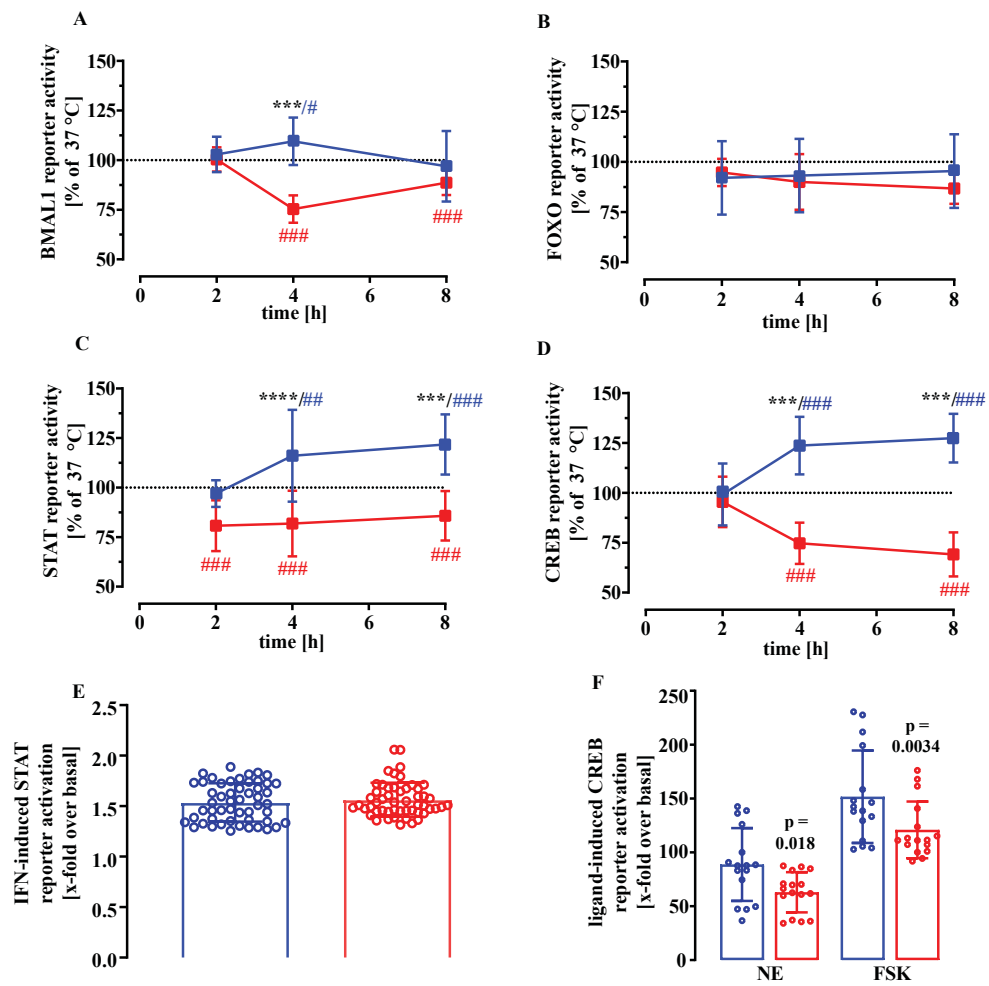 A
BMAL1 reporter activity
[% of 37 °C]
150
125
100
75
50
***/#
###
###
0 2 4 6 8
time [h]
B
FOXO reporter activity
[% of 37 °C]
150
125
100
75
50
0 2 4 6 8
time [h]
C
STAT reporter activity
[% of 37 °C]
150
125
100
75
50
****/##
***/###
###
###
###
0 2 4 6 8
time [h]
D
CREB reporter activity
[% of 37 °C]
150
125
100
75
50
***/###
***/###
###
###
0 2 4 6 8
time [h]
E
IFN-induced STAT
reporter activation
[x-fold over basal]
2.5
2.0
1.5
1.0
0.5
0.0
F
ligand-induced CREB
reporter activation
[x-fold over basal]
250
200
150
100
50
0
p =
0.018
p =
0.0034
NE FSK